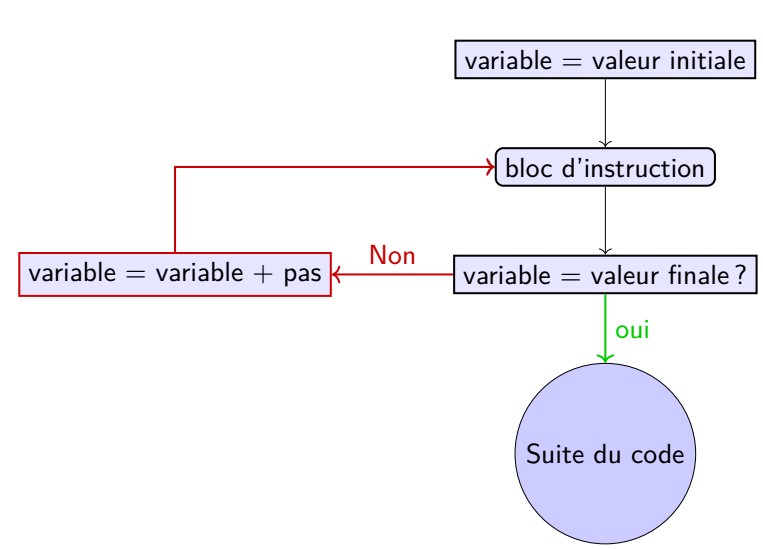 variable = valeur initiale
bloc d'instruction
Non
variable = variable + pas
variable = valeur finale ?
oui
Suite du code